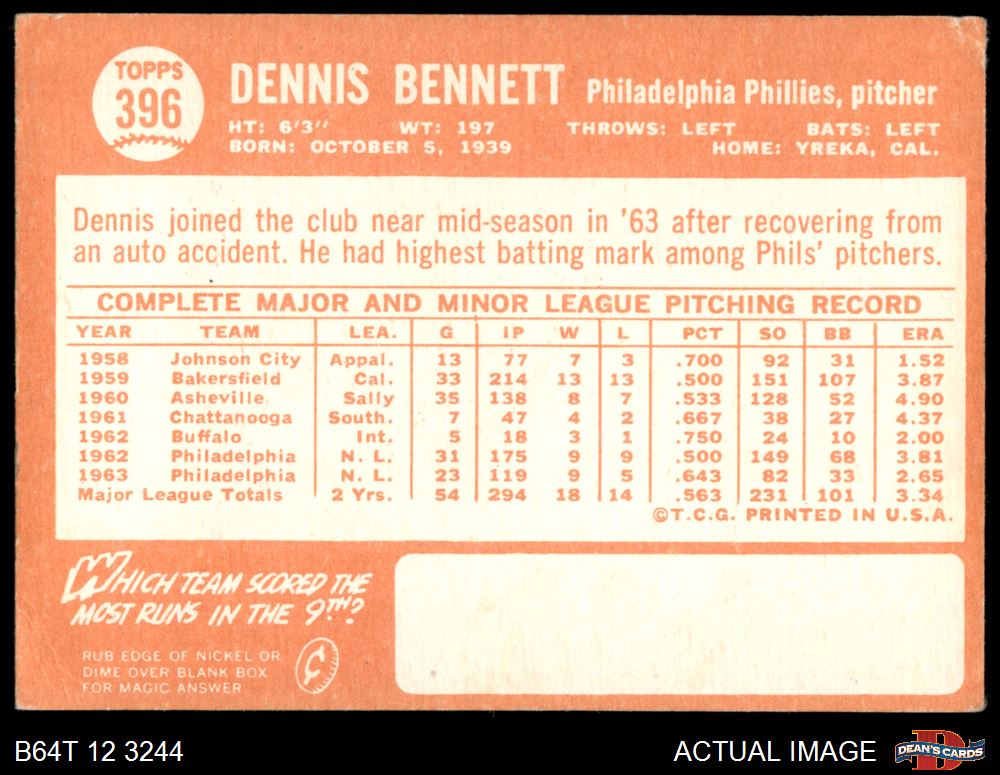 TOPPS
396
DENNIS BENNETT Philadelphia Phillies, pitcher
HT: 6'3" WT: 197 THROWS: LEFT BATS: LEFT
BORN: OCTOBER 5, 1939 HOME: YREKA, CAL.
Dennis joined the club near mid-season in '63 after recovering from
an auto accident. He had highest batting mark among Phils' pitchers.
COMPLETE MAJOR AND MINOR LEAGUE PITCHING RECORD
YEAR TEAM LEA. G IP W L PCT SO BB ERA
1958 Johnson City Appal. 13 77 7 3 .700 92 31 1.52
1959 Bakersfield Cal. 33 214 13 13 .500 151 107 3.87
1960 Asheville Sally 35 138 8 7 .533 128 52 4.90
1961 Chattanooga South. 7 47 4 2 .667 38 27 4.37
1962 Buffalo Int. 5 18 3 1 .750 24 10 2.00
1962 Philadelphia N. L. 31 175 9 9 .500 149 68 3.81
1963 Philadelphia N. L. 23 119 9 5 .643 82 33 2.65
Major League Totals 2 Yrs. 54 294 18 14 .563 231 101 3.34
©T.C.G. PRINTED IN U.S.A.
WHICH TEAM SCORED THE
MOST RUNS IN THE 9TH?
RUB EDGE OF NICKEL OR
DIME OVER BLANK BOX
FOR MAGIC ANSWER
¢
B64T 12 3244 ACTUAL IMAGE
D
DEAN'S CARDS